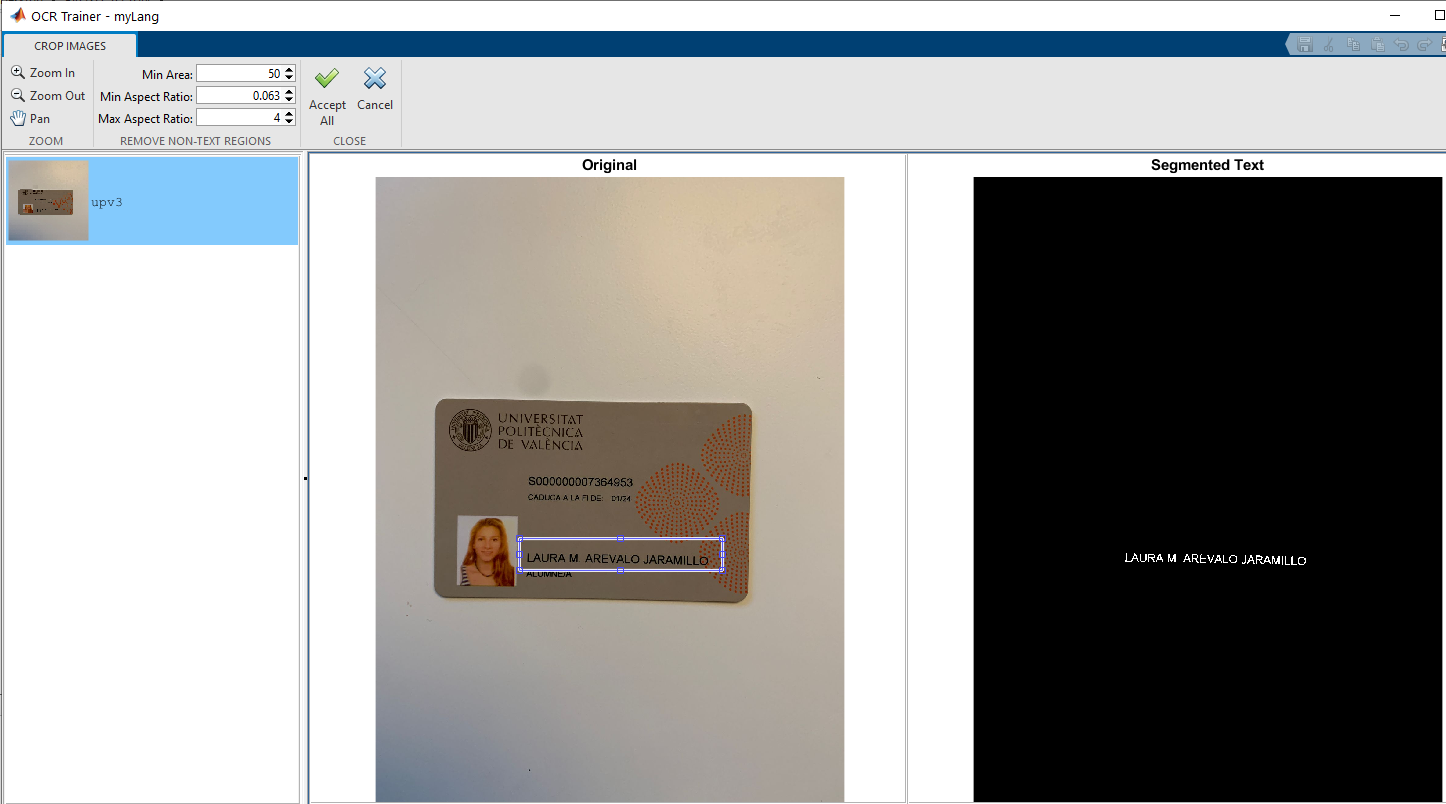 OCR Trainer - myLang
CROP IMAGES
Zoom In
Zoom Out
Pan
ZOOM
Min Area: 50
Min Aspect Ratio: 0.063
Max Aspect Ratio: 4
REMOVE NON-TEXT REGIONS
Accept All
Cancel
CLOSE
upv3
Original
UNIVERSITAT
POLITÈCNICA
DE VALÈNCIA
S000000007364953
CADUCA A LA FI DE: 01/24
LAURA M AREVALO JARAMILLO
ALUMNE/A
Segmented Text
LAURA M AREVALO JARAMILLO